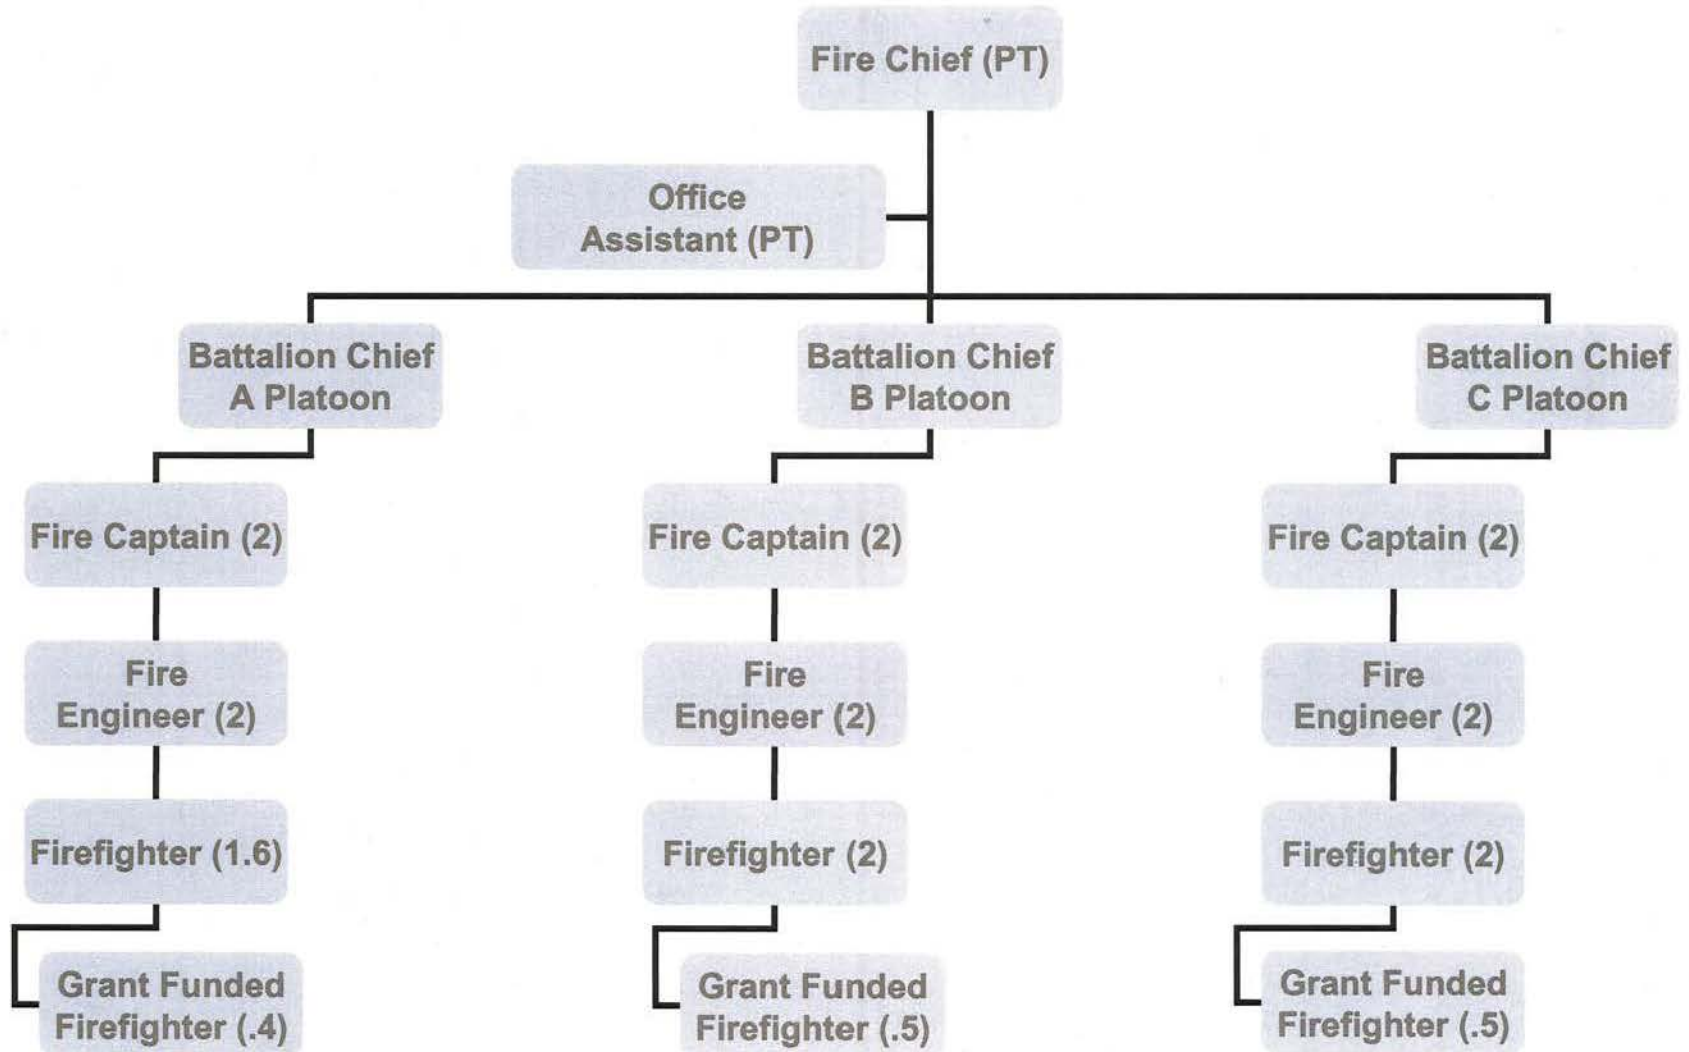 Fire Chief (PT)
Office
Assistant (PT)
Battalion Chief
A Platoon
Battalion Chief
B Platoon
Battalion Chief
C Platoon
Fire Captain (2)
Fire Captain (2)
Fire Captain (2)
Fire
Engineer (2)
Fire
Engineer (2)
Fire
Engineer (2)
Firefighter (1.6)
Firefighter (2)
Firefighter (2)
Grant Funded
Firefighter (.4)
Grant Funded
Firefighter (.5)
Grant Funded
Firefighter (.5)